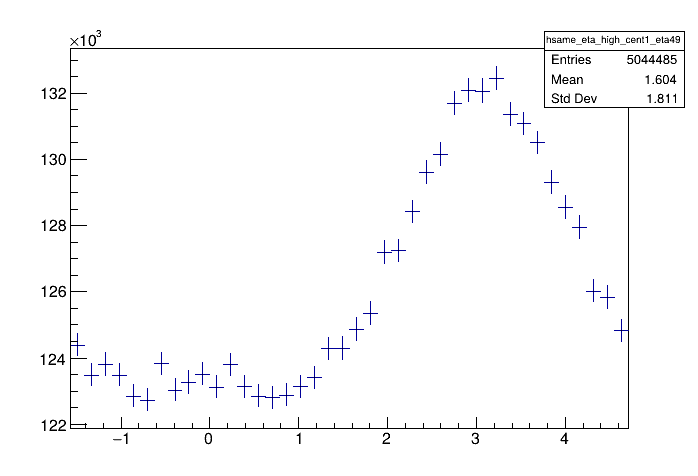 ×10³
hsame_eta_high_cent1_eta49
Entries 5044485
Mean 1.604
Std Dev 1.811
132
130
128
126
124
122
−1 0 1 2 3 4